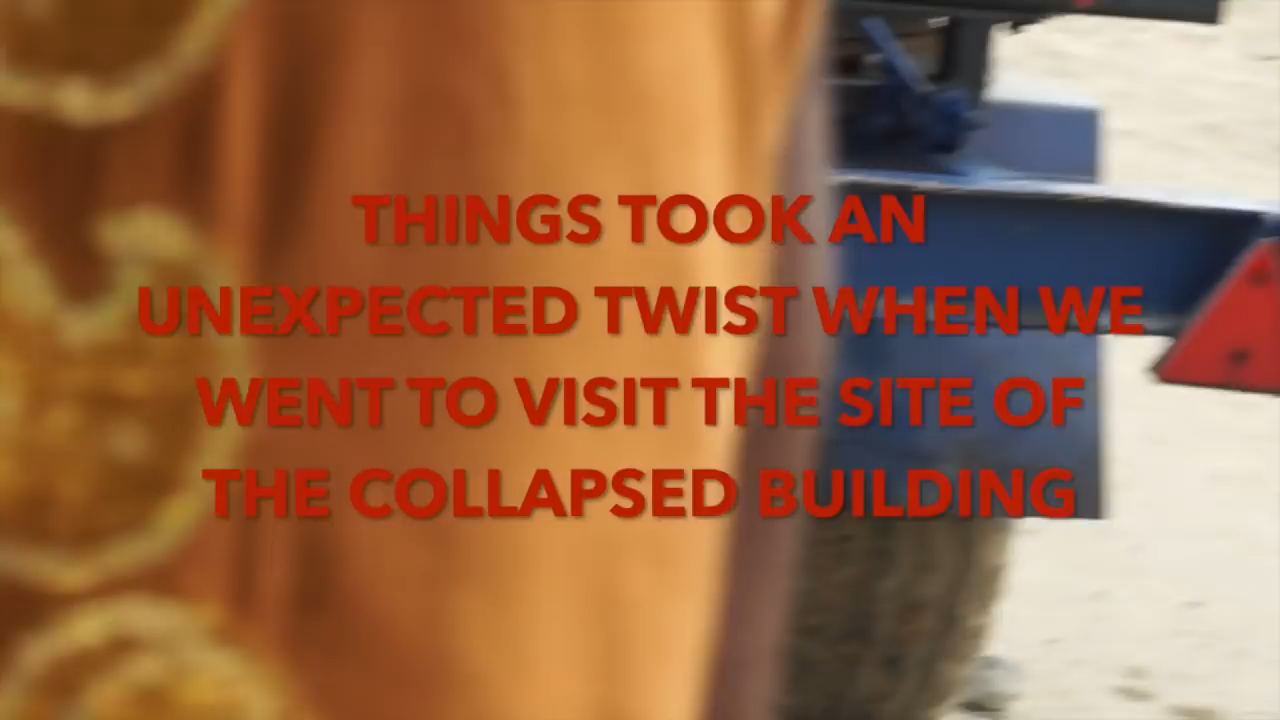 THINGS TOOK AN
UNEXPECTED TWIST WHEN WE
WENT TO VISIT THE SITE OF
THE COLLAPSED BUILDING